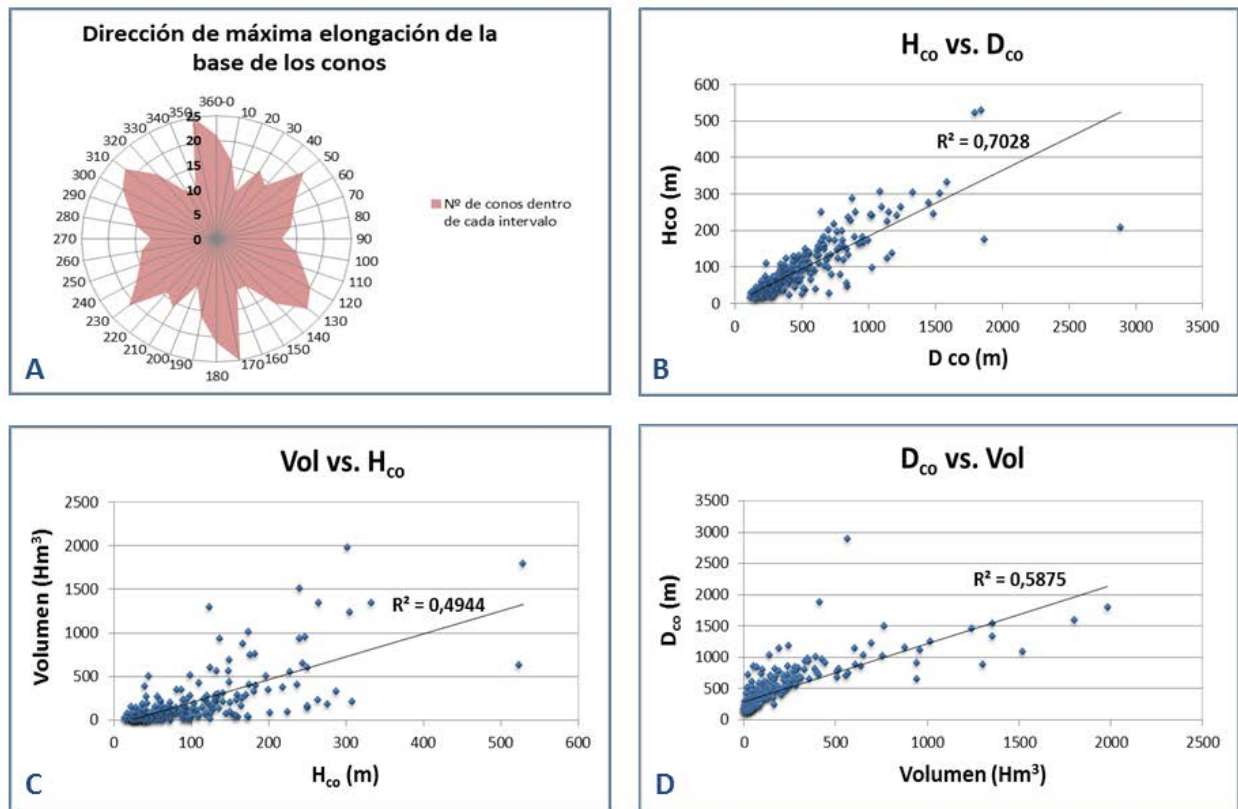 Dirección de máxima elongación de la
base de los conos
360-0
10
20
30
40
50
60
70
80
90
100
110
120
130
140
150
160
170
180
190
200
210
220
230
240
250
260
270
280
290
300
310
320
330
340
350
25
20
15
10
5
0
Nº de conos dentro
de cada intervalo
A
H_co vs. D_co
600
500
400
300
200
100
0
Hco (m)
R² = 0,7028
0 500 1000 1500 2000 2500 3000 3500
D co (m)
B
Vol vs. H_co
2500
2000
1500
1000
500
0
Volumen (Hm³)
R² = 0,4944
0 100 200 300 400 500 600
H_co (m)
C
D_co vs. Vol
3500
3000
2500
2000
1500
1000
500
0
D_co (m)
R² = 0,5875
0 500 1000 1500 2000 2500
Volumen (Hm³)
D